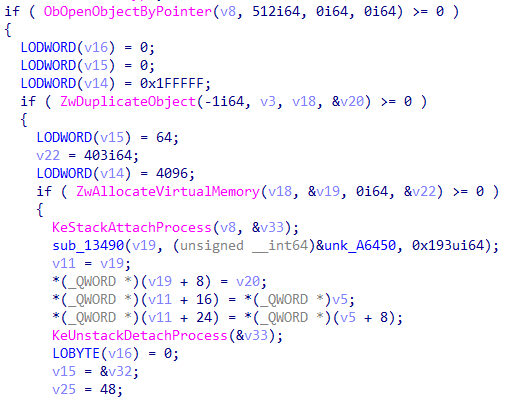 if ( ObOpenObjectByPointer(v8, 512i64, 0i64, 0i64) >= 0 )
{
LODWORD(v16) = 0;
LODWORD(v15) = 0;
LODWORD(v14) = 0x1FFFFF;
if ( ZwDuplicateObject(-1i64, v3, v18, &v20) >= 0 )
{
LODWORD(v15) = 64;
v22 = 403i64;
LODWORD(v14) = 4096;
if ( ZwAllocateVirtualMemory(v18, &v19, 0i64, &v22) >= 0 )
{
KeStackAttachProcess(v8, &v33);
sub_13490(v19, (unsigned __int64)&unk_A6450, 0x193ui64);
v11 = v19;
*(_QWORD *)(v19 + 8) = v20;
*(_QWORD *)(v11 + 16) = *(_QWORD *)v5;
*(_QWORD *)(v11 + 24) = *(_QWORD *)(v5 + 8);
KeUnstackDetachProcess(&v33);
LOBYTE(v16) = 0;
v15 = &v32;
v25 = 48;